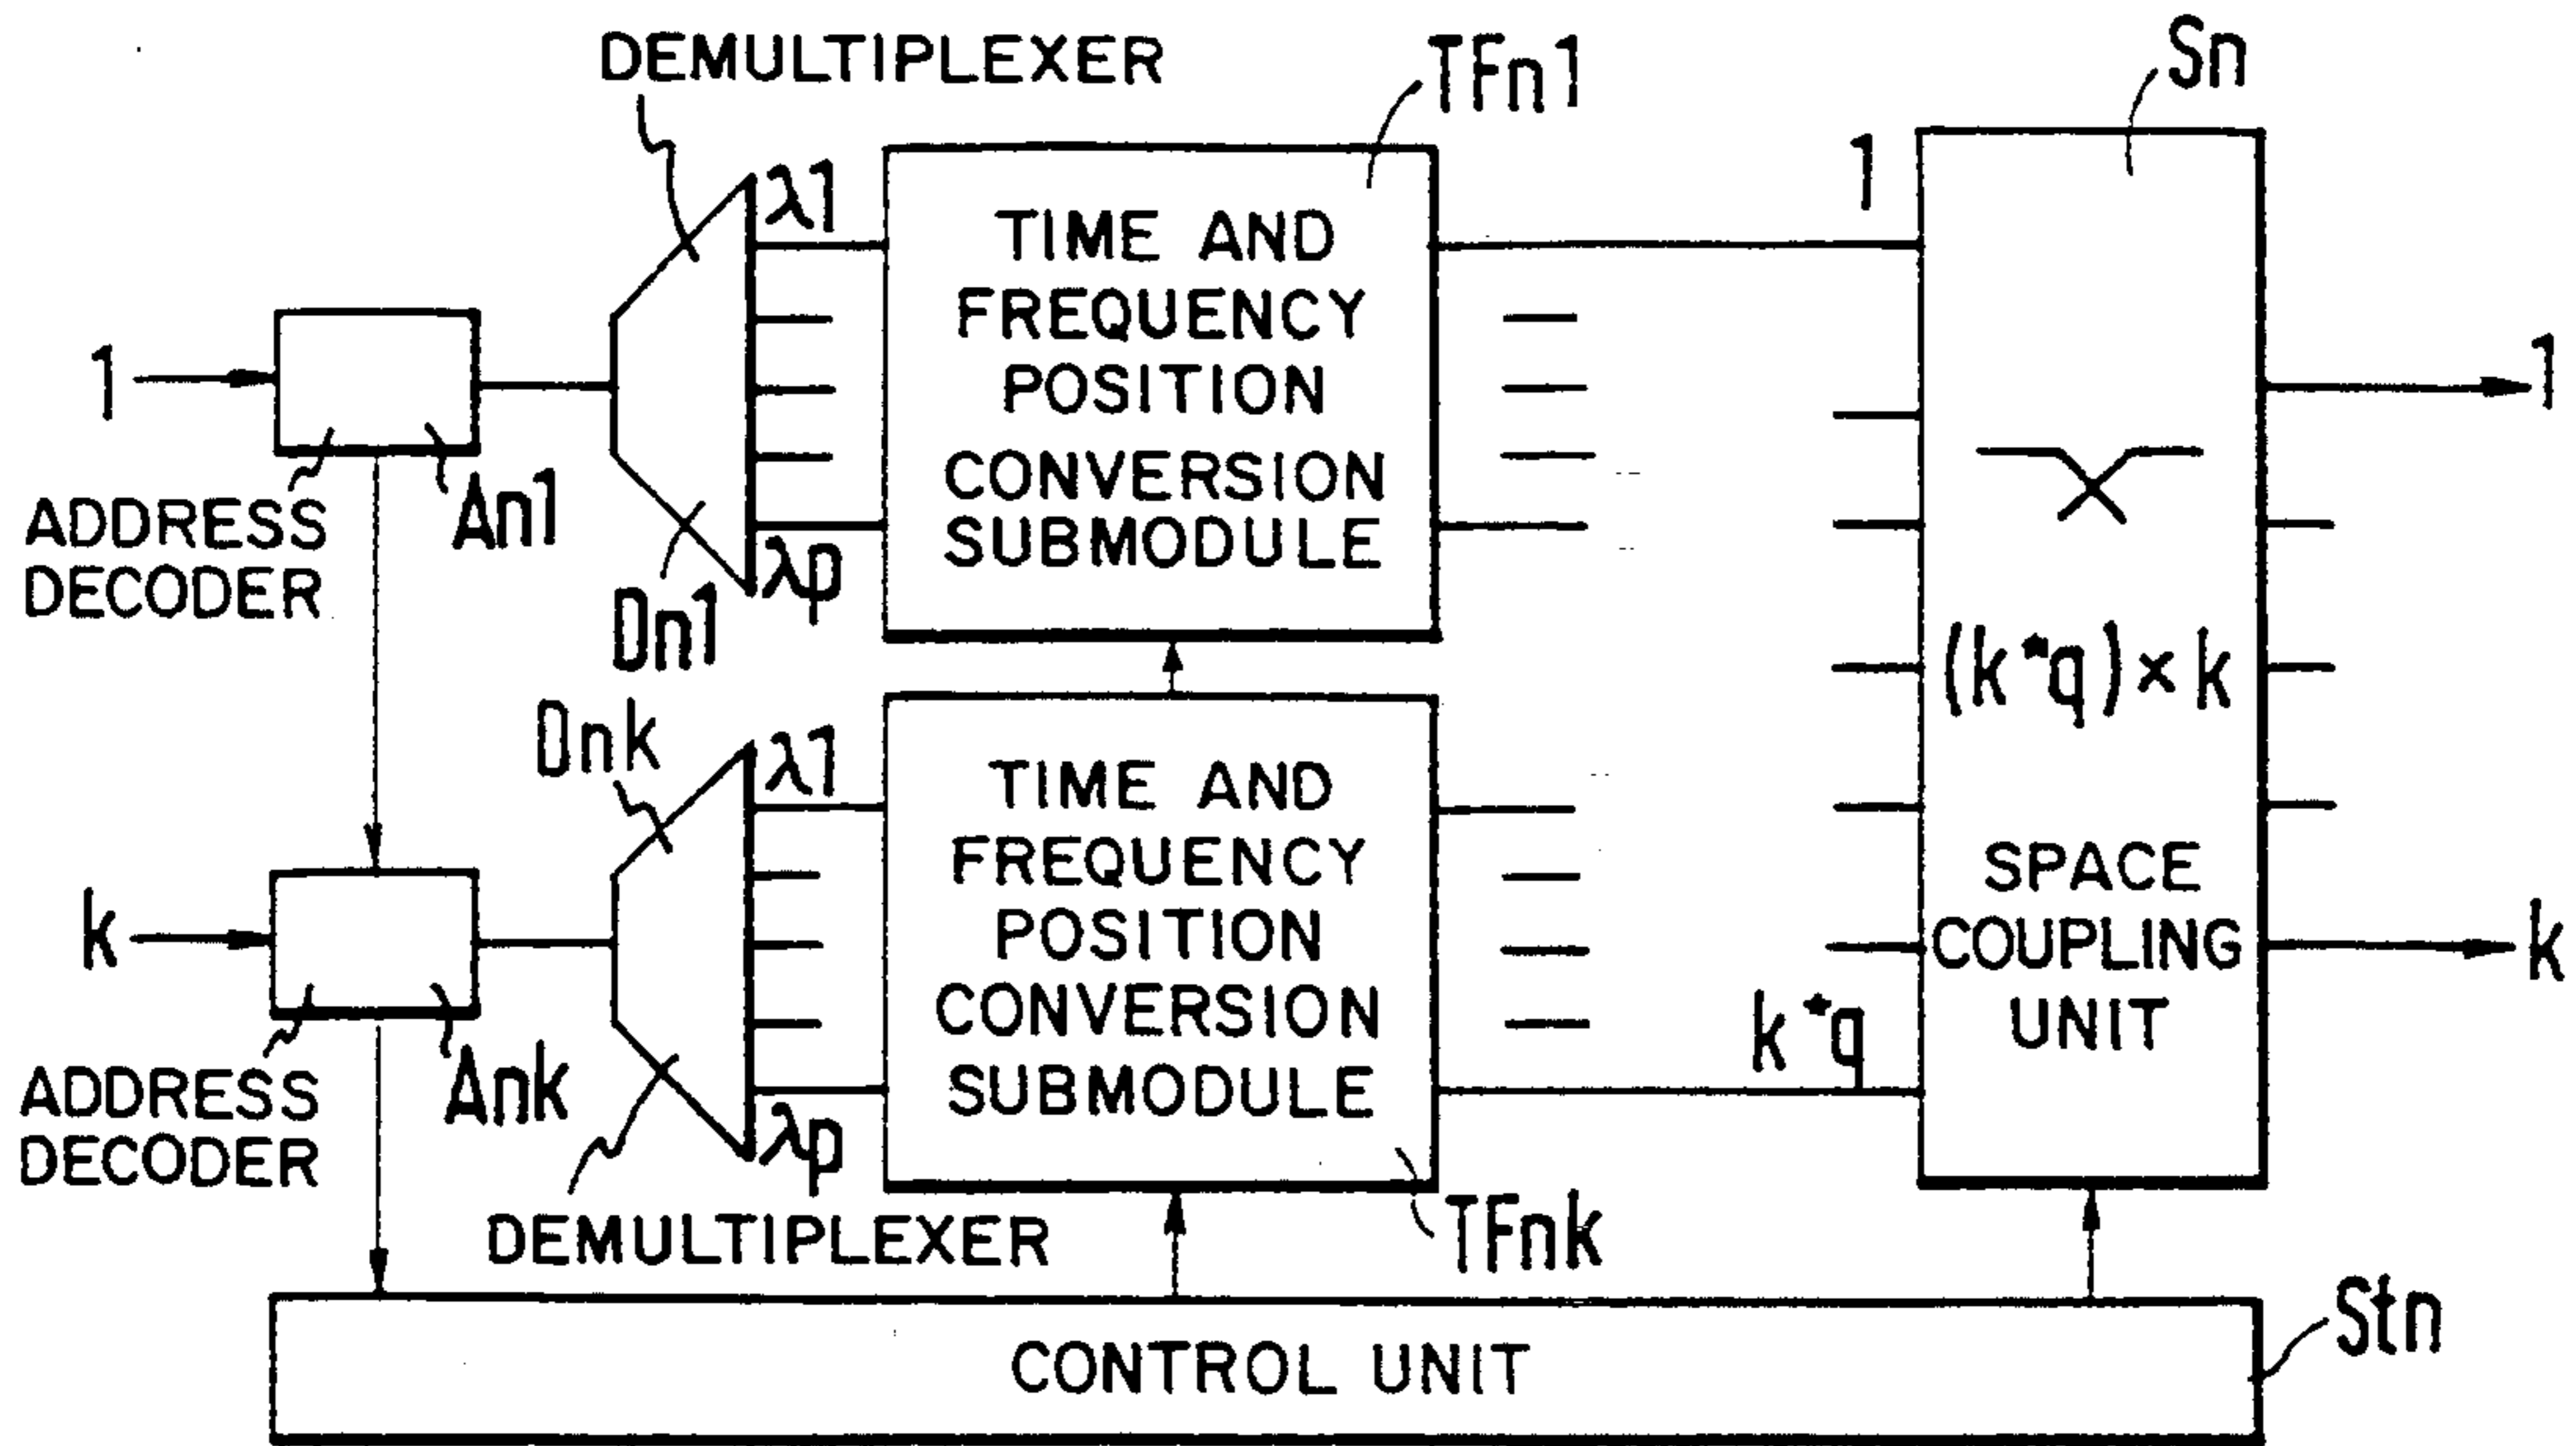 DEMULTIPLEXER
TFn1
Sn
λ1
1
TIME AND
FREQUENCY
POSITION
CONVERSION
SUBMODULE
1
1
An1
ADDRESS
DECODER
λp
Dn1
(k*q)×k
Dnk
λ1
TIME AND
FREQUENCY
POSITION
CONVERSION
SUBMODULE
SPACE
COUPLING
UNIT
k
k
k*q
Ank
ADDRESS
DECODER
λp
DEMULTIPLEXER
TFnk
Stn
CONTROL UNIT